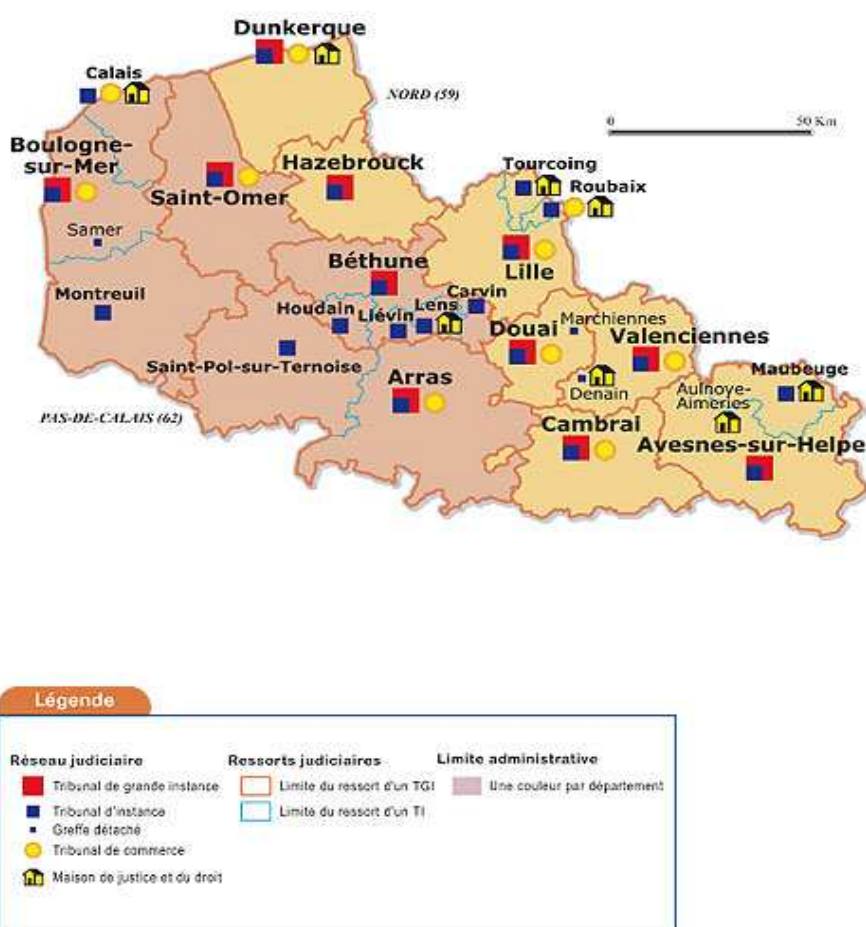 Dunkerque
Calais
NORD (59)
0 50 Km
Boulogne-
sur-Mer
Hazebrouck
Tourcoing
Roubaix
Saint-Omer
Samer
Béthune
Lille
Montreuil
Houdain
Liévin
Lens
Carvin
Douai
Marchiennes
Valenciennes
Saint-Pol-sur-Ternoise
Arras
Denain
Maubeuge
Aulnoye-
Aimeries
PAS-DE-CALAIS (62)
Cambrai
Avesnes-sur-Helpe
Légende
Réseau judiciaire
Tribunal de grande instance
Tribunal d'instance
Greffe détaché
Tribunal de commerce
Maison de justice et du droit
Ressorts judiciaires
Limite du ressort d'un TGI
Limite du ressort d'un TI
Limite administrative
Une couleur par département